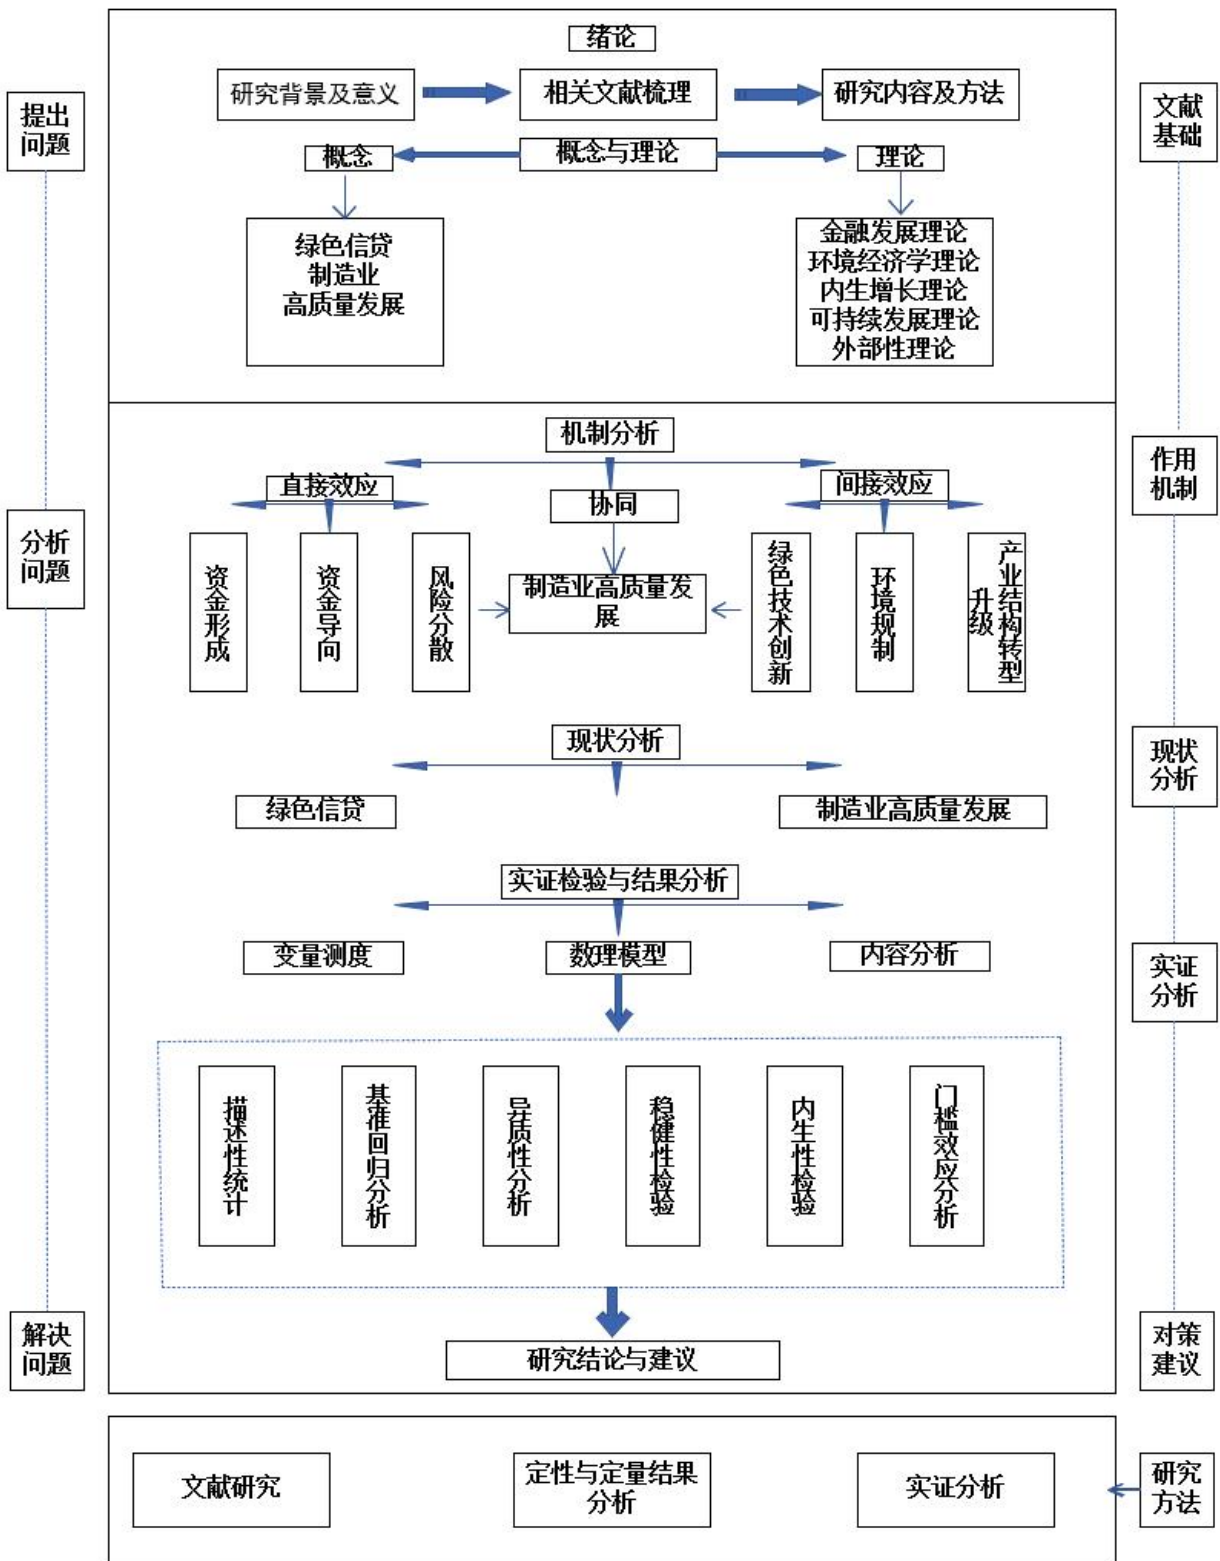 绪论
研究背景及意义
相关文献梳理
研究内容及方法
提出
问题
文献
基础
概念
概念与理论
理论
绿色信贷
制造业
高质量发展
金融发展理论
环境经济学理论
内生增长理论
可持续发展理论
外部性理论
机制分析
作用
机制
直接效应
协同
间接效应
分析
问题
资金形成
资金导向
风险分散
制造业高质量发
展
绿色技术创新
环境规制
产业结构转型
升级
现状分析
现状
分析
绿色信贷
制造业高质量发展
实证检验与结果分析
变量测度
数理模型
内容分析
实证
分析
描述性统计
基准回归分析
异质性分析
稳健性检验
内生性检验
门槛效应分析
解决
问题
研究结论与建议
对策
建议
文献研究
定性与定量结果
分析
实证分析
研究
方法